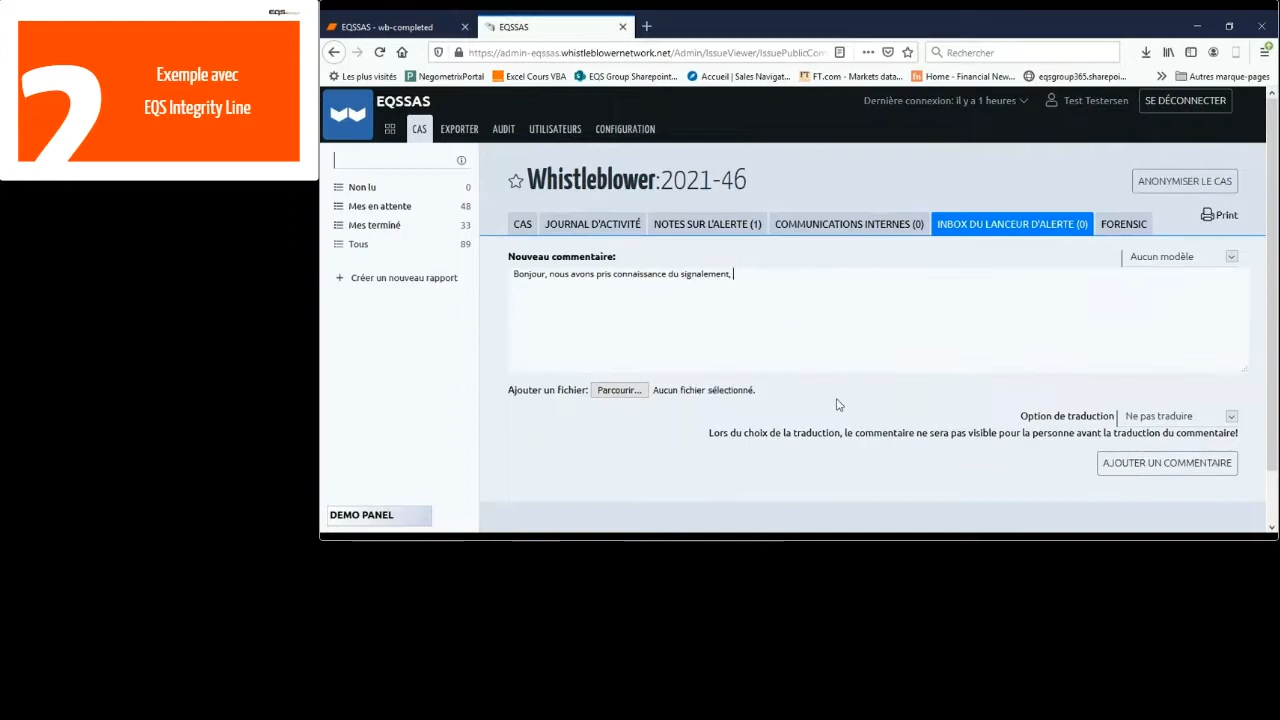 EQS
2
Exemple avec
EQS Integrity Line
EQSSAS - wb-completed
EQSSAS
https://admin-eqssas.whistleblowernetwork.net/Admin/IssueViewer/IssuePublicCom
Rechercher
Les plus visités
NegometrixPortal
Excel Cours VBA
EQS Group Sharepoint...
Accueil | Sales Navigat...
FT.com - Markets data...
Home - Financial New...
eqsgroup365.sharepoi...
Autres marque-pages
EQSSAS
Dernière connexion: il y a 1 heures
Test Testersen
SE DÉCONNECTER
CAS
EXPORTER
AUDIT
UTILISATEURS
CONFIGURATION
Non lu 0
Mes en attente 48
Mes terminé 33
Tous 89
+ Créer un nouveau rapport
DEMO PANEL
Whistleblower:2021-46
ANONYMISER LE CAS
Print
CAS
JOURNAL D'ACTIVITÉ
NOTES SUR L'ALERTE (1)
COMMUNICATIONS INTERNES (0)
INBOX DU LANCEUR D'ALERTE (0)
FORENSIC
Nouveau commentaire:
Aucun modèle
Bonjour, nous avons pris connaissance du signalement,
Ajouter un fichier: Parcourir... Aucun fichier sélectionné.
Option de traduction Ne pas traduire
Lors du choix de la traduction, le commentaire ne sera pas visible pour la personne avant la traduction du commentaire!
AJOUTER UN COMMENTAIRE